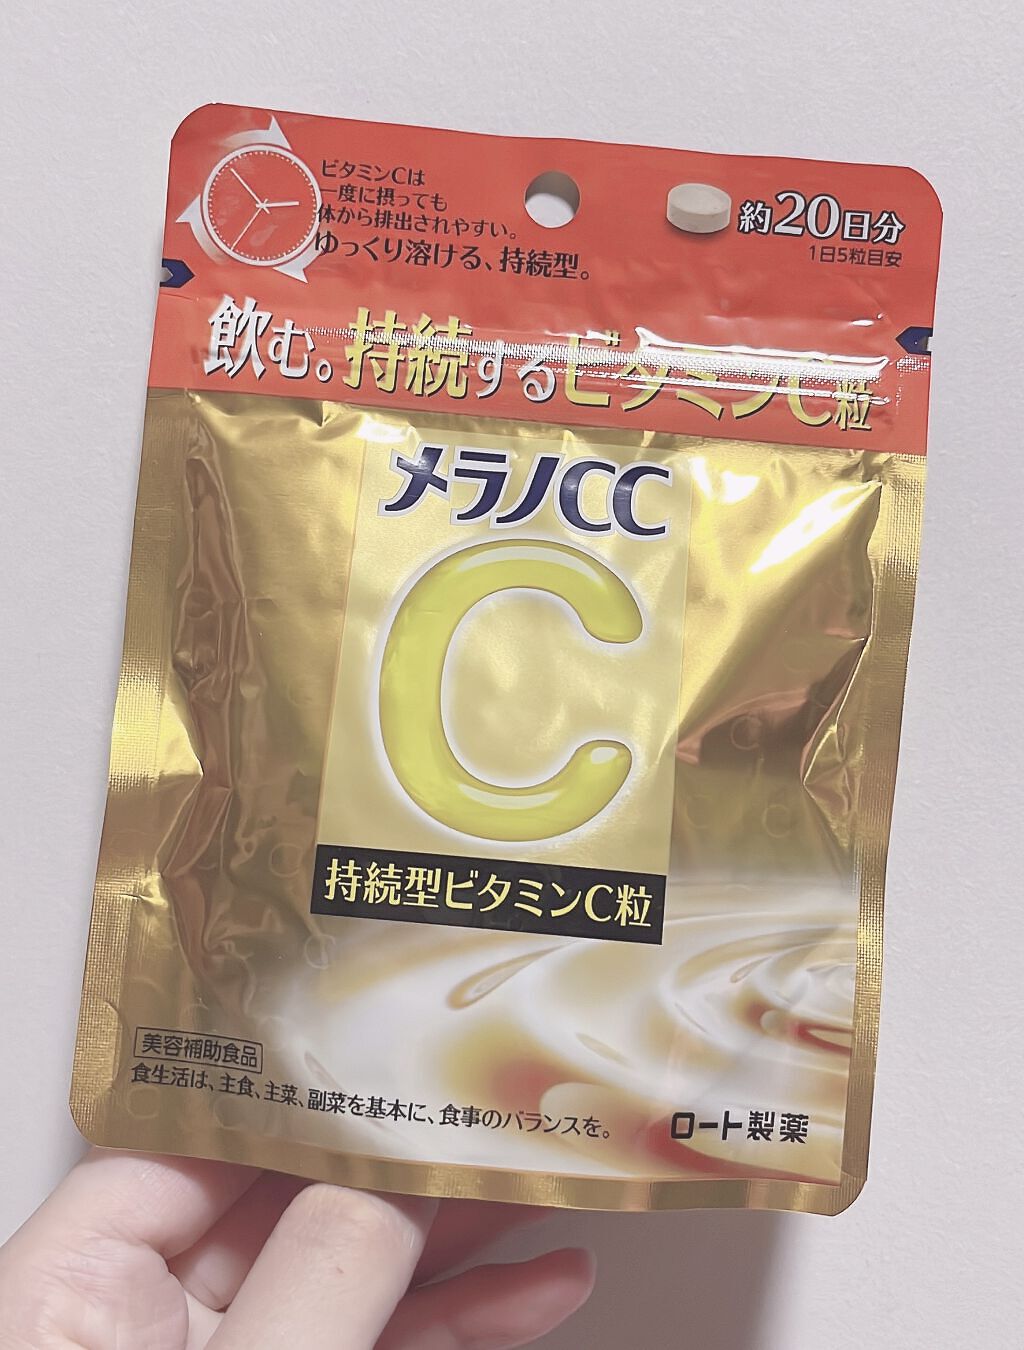 ビタミンCは
一度に摂っても
体から排出されやすい。
ゆっくり溶ける、持続型。
約20日分
1日5粒目安
飲む。持続するビタミンC粒
メラノCC
C
持続型ビタミンC粒
美容補助食品
食生活は、主食、主菜、副菜を基本に、食事のバランスを。
ロート製薬